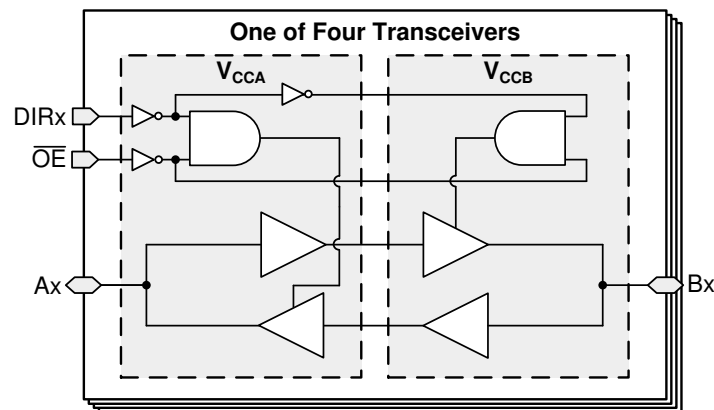 One of Four Transceivers
VCCA
VCCB
DIRx
OE
Ax
Bx